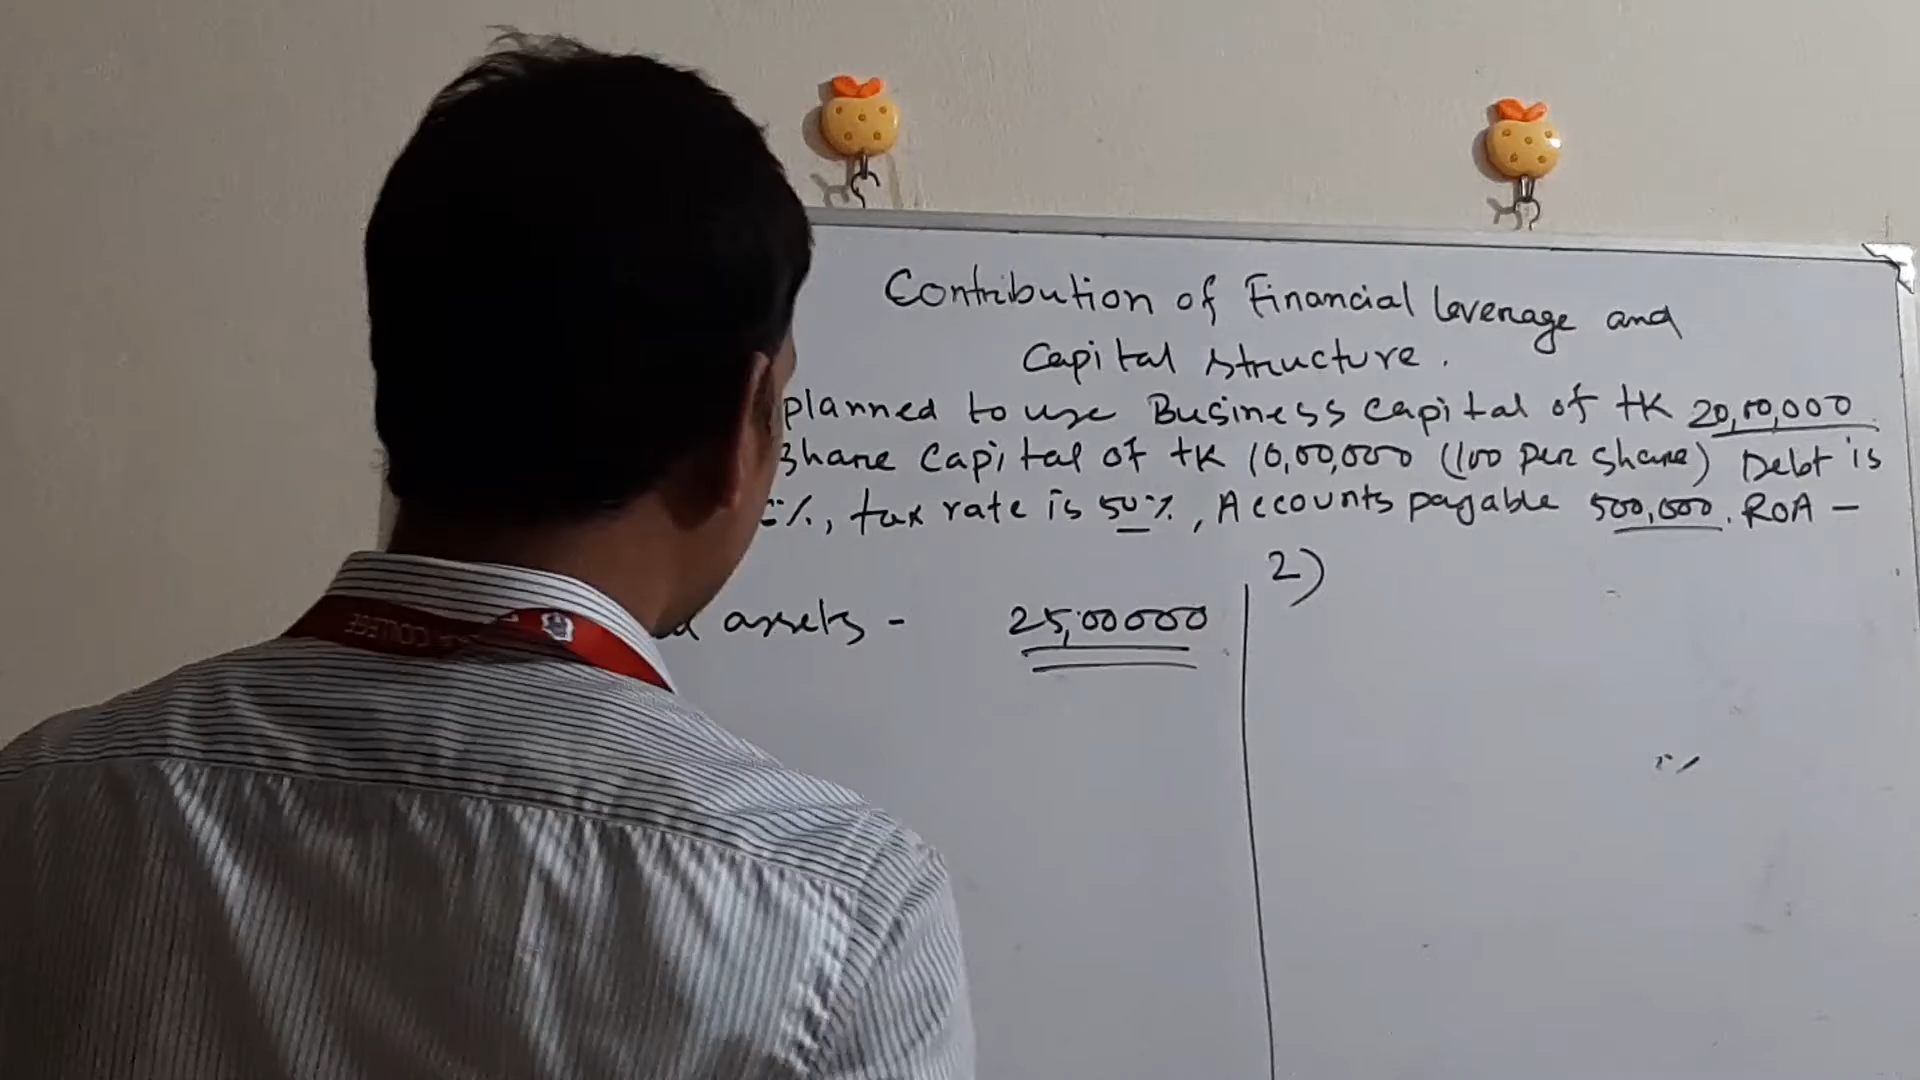 Contribution of Financial leverage and
Capital structure.
planned to use Business Capital of tk 20,00,000
Share Capital of tk 10,00,000 (100 per share) Debt is
%, tax rate is 50%, Accounts payable 500,000. ROA -
2)
assets - 25,00000
COLLEGE